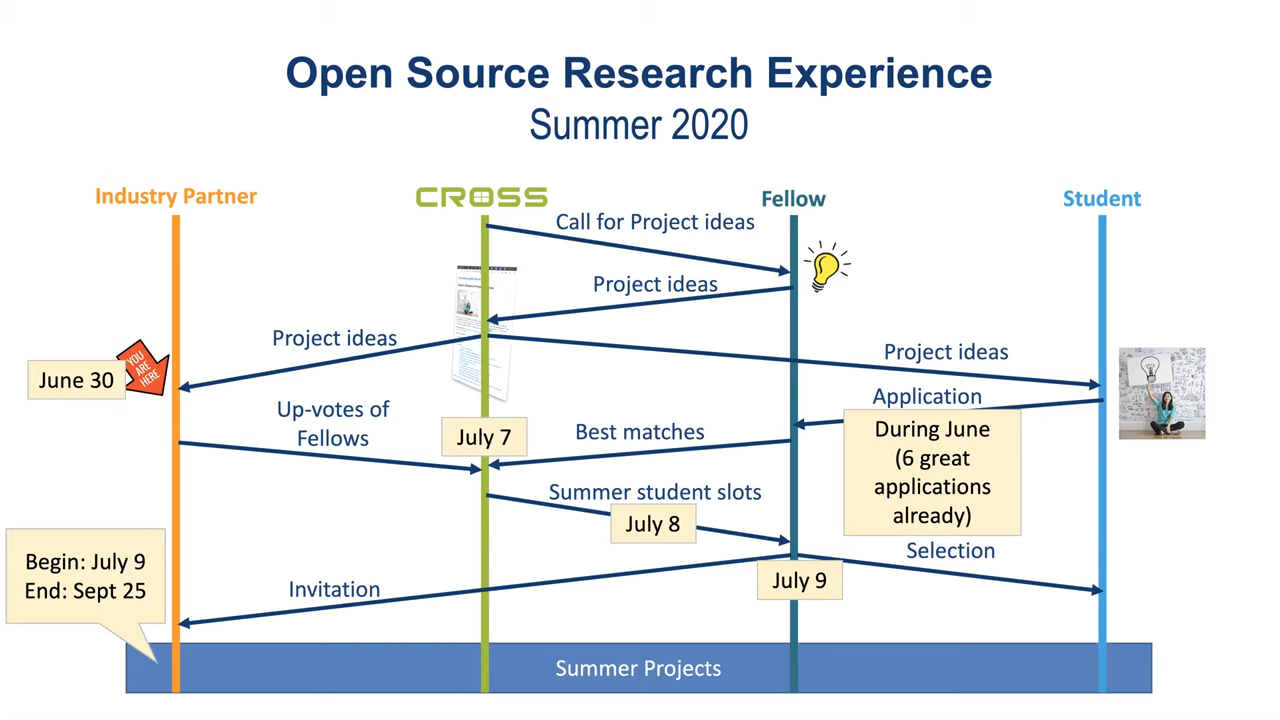 Open Source Research Experience
Summer 2020
Industry Partner
CROSS
Fellow
Student
Call for Project ideas
Project ideas
Project ideas
Project ideas
YOU
ARE
HERE
June 30
Application
Up-votes of
Fellows
July 7
Best matches
During June
(6 great
applications
already)
Summer student slots
July 8
Selection
Begin: July 9
End: Sept 25
July 9
Invitation
Summer Projects